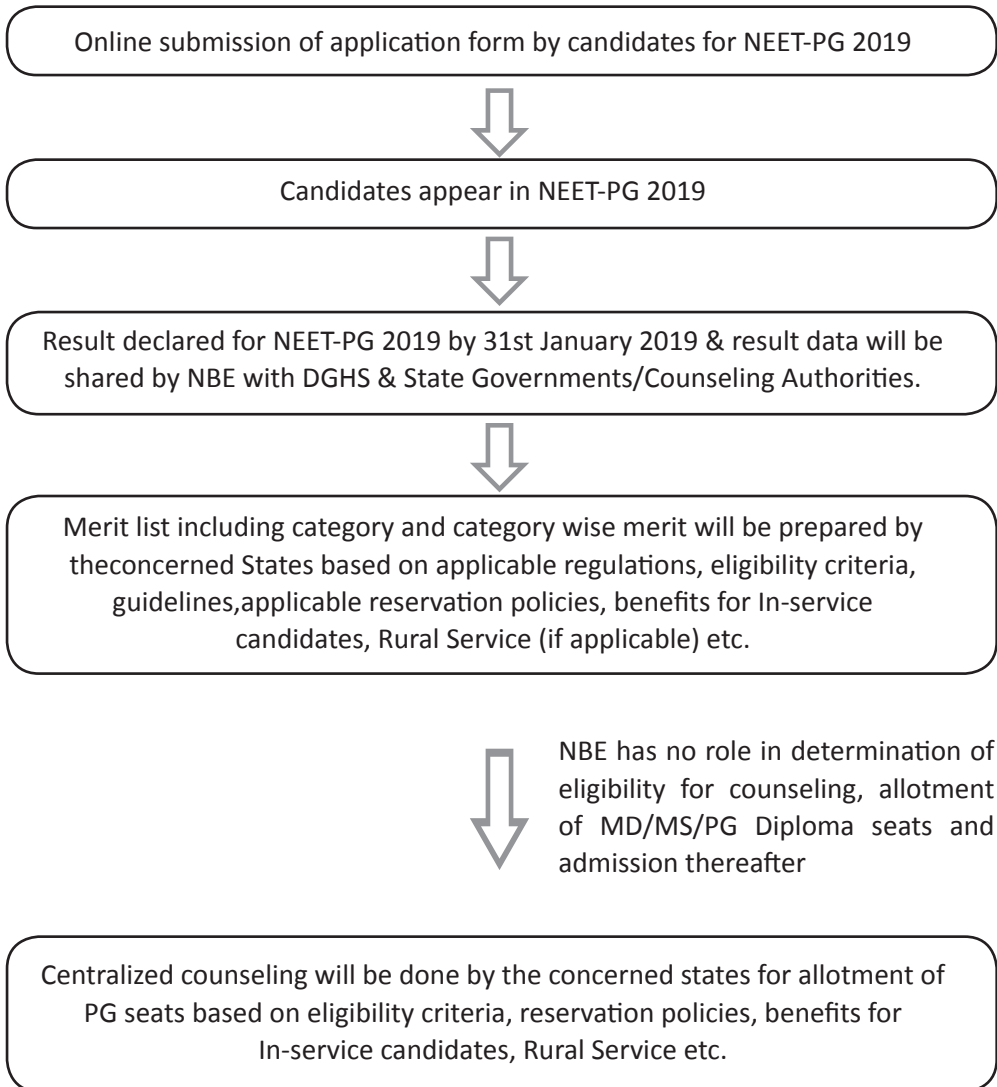 Online submission of application form by candidates for NEET-PG 2019
Candidates appear in NEET-PG 2019
Result declared for NEET-PG 2019 by 31st January 2019 & result data will be
shared by NBE with DGHS & State Governments/Counseling Authorities.
Merit list including category and category wise merit will be prepared by
theconcerned States based on applicable regulations, eligibility criteria,
guidelines,applicable reservation policies, benefits for In-service
candidates, Rural Service (if applicable) etc.
NBE has no role in determination of
eligibility for counseling, allotment
of MD/MS/PG Diploma seats and
admission thereafter
Centralized counseling will be done by the concerned states for allotment of
PG seats based on eligibility criteria, reservation policies, benefits for
In-service candidates, Rural Service etc.